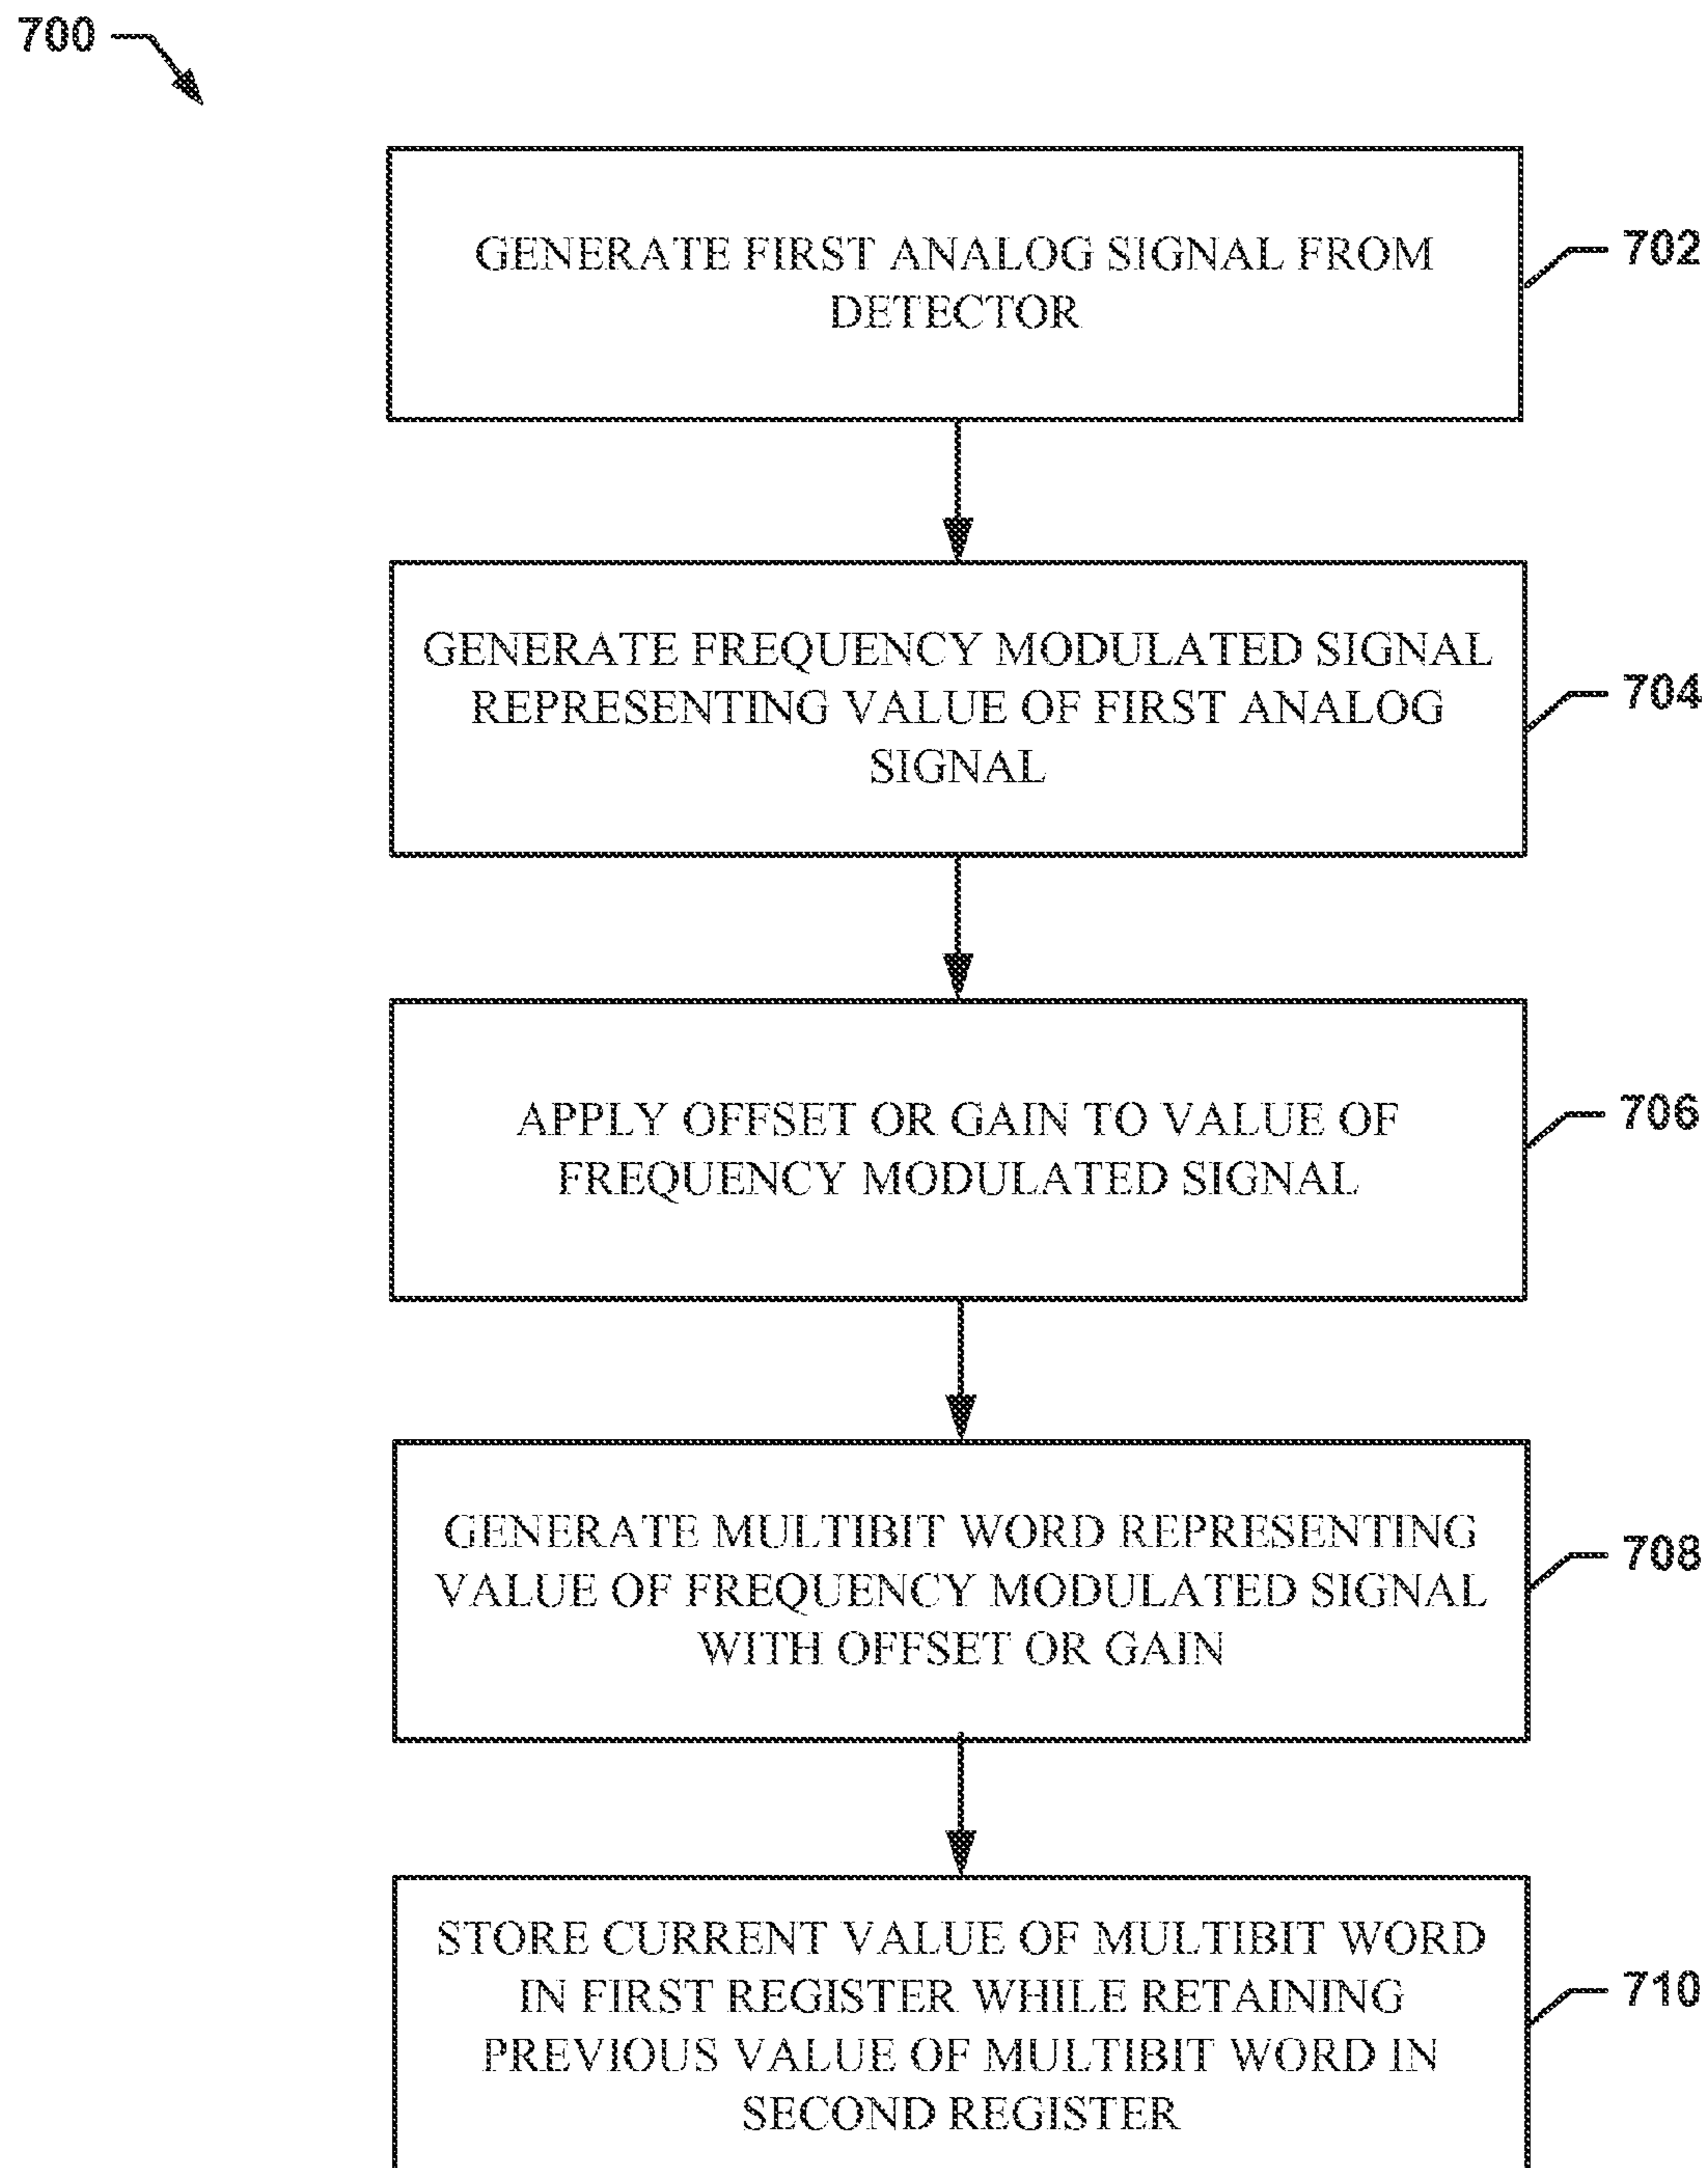 700
GENERATE FIRST ANALOG SIGNAL FROM
DETECTOR
702
GENERATE FREQUENCY MODULATED SIGNAL
REPRESENTING VALUE OF FIRST ANALOG
SIGNAL
704
APPLY OFFSET OR GAIN TO VALUE OF
FREQUENCY MODULATED SIGNAL
706
GENERATE MULTIBIT WORD REPRESENTING
VALUE OF FREQUENCY MODULATED SIGNAL
WITH OFFSET OR GAIN
708
STORE CURRENT VALUE OF MULTIBIT WORD
IN FIRST REGISTER WHILE RETAINING
PREVIOUS VALUE OF MULTIBIT WORD IN
SECOND REGISTER
710